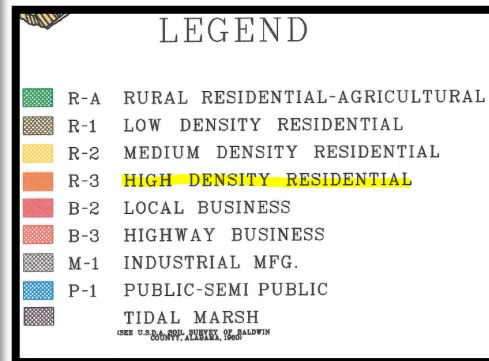 LEGEND
R-A RURAL RESIDENTIAL-AGRICULTURAL
R-1 LOW DENSITY RESIDENTIAL
R-2 MEDIUM DENSITY RESIDENTIAL
R-3 HIGH DENSITY RESIDENTIAL
B-2 LOCAL BUSINESS
B-3 HIGHWAY BUSINESS
M-1 INDUSTRIAL MFG.
P-1 PUBLIC-SEMI PUBLIC
TIDAL MARSH
(SEE U.S.D.A. SOIL SURVEY OF BALDWIN
COUNTY, ALABAMA, 1960)